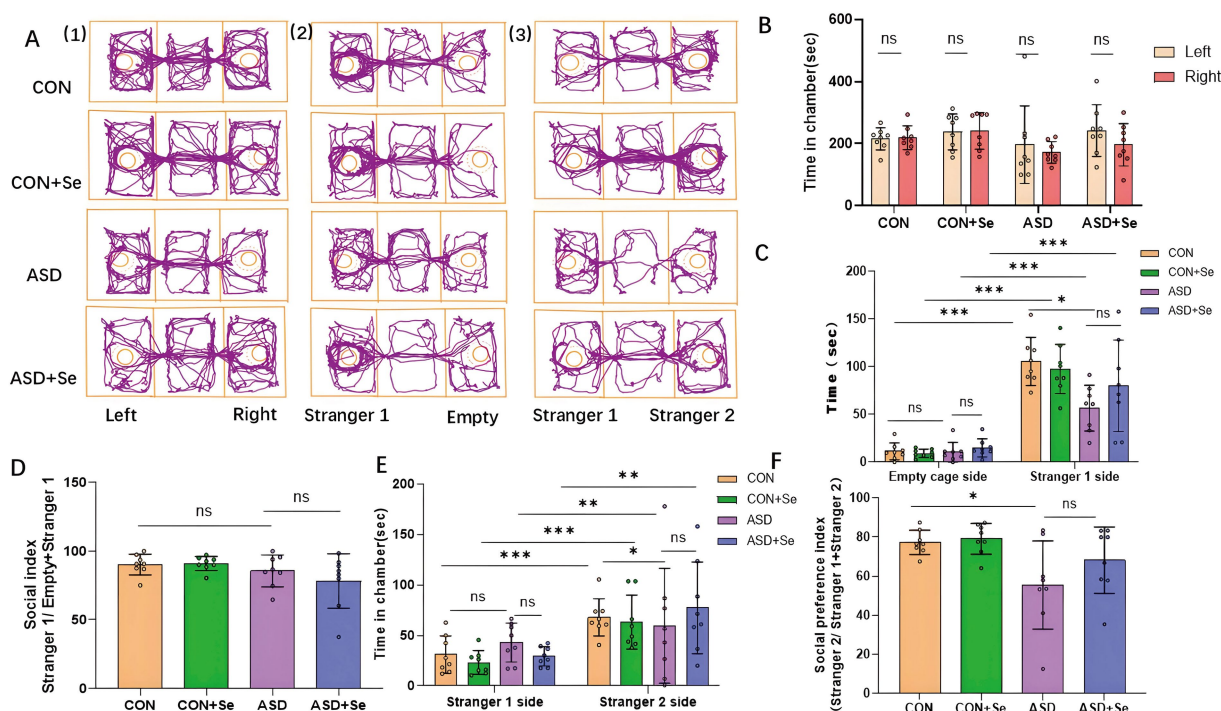 A
(1)
(2)
(3)
CON
CON+Se
ASD
ASD+Se
Left Right
Stranger 1 Empty
Stranger 1 Stranger 2
B
Time in chamber(sec)
600
400
200
0
ns ns ns ns
Left
Right
CON CON+Se ASD ASD+Se
C
Time (sec)
200
150
100
50
0
***
***
***
***
*
ns
ns
ns
CON
CON+Se
ASD
ASD+Se
Empty cage side Stranger 1 side
D
Social index
Stranger 1/ Empty+Stranger 1
150
100
50
0
ns
ns
CON CON+Se ASD ASD+Se
E
Time in chamber(sec)
200
150
100
50
0
**
**
***
***
*
ns
ns
ns
CON
CON+Se
ASD
ASD+Se
Stranger 1 side Stranger 2 side
F
Social preference index
(Stranger 2/ Stranger 1+Stranger 2)
100
80
60
40
20
0
*
ns
CON CON+Se ASD ASD+Se